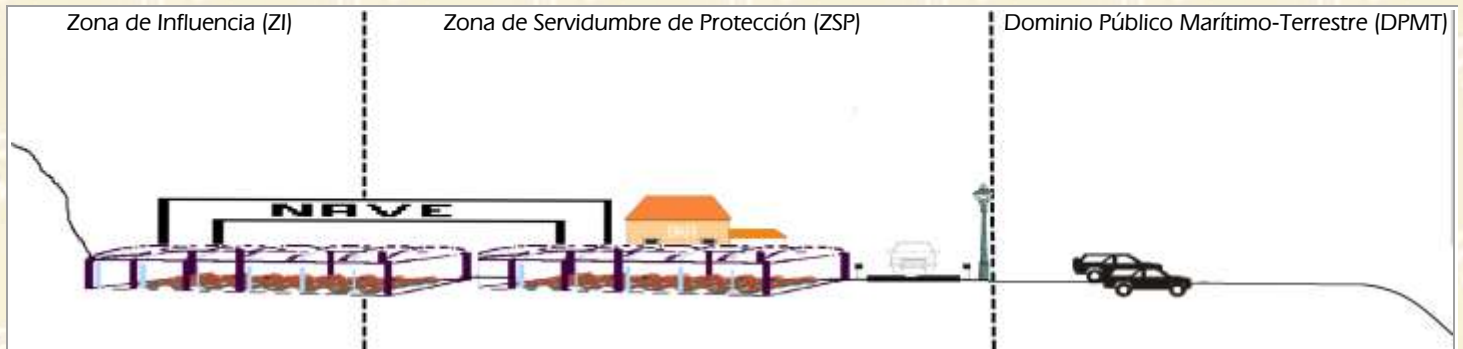 Zona de Influencia (ZI) Zona de Servidumbre de Protección (ZSP) Dominio Público Marítimo-Terrestre (DPMT)
NAVE